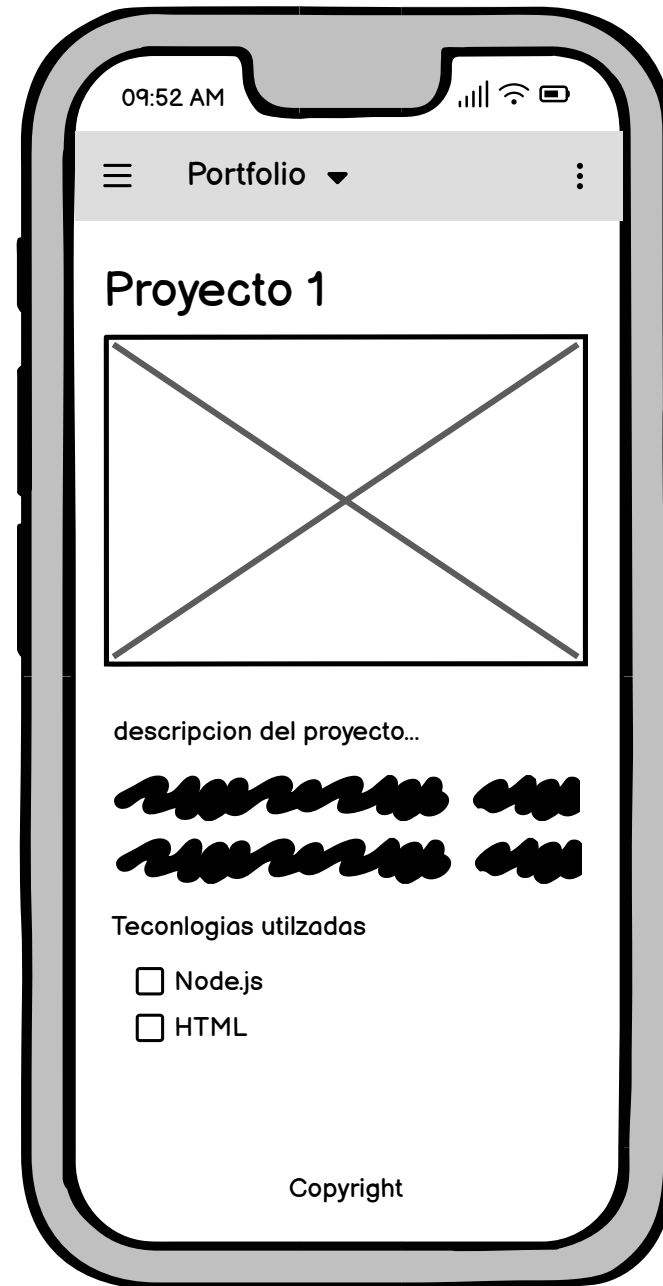 09:52 AM
Portfolio
Proyecto 1
descripcion del proyecto...
Teconlogias utilzadas
Node.js
HTML
Copyright